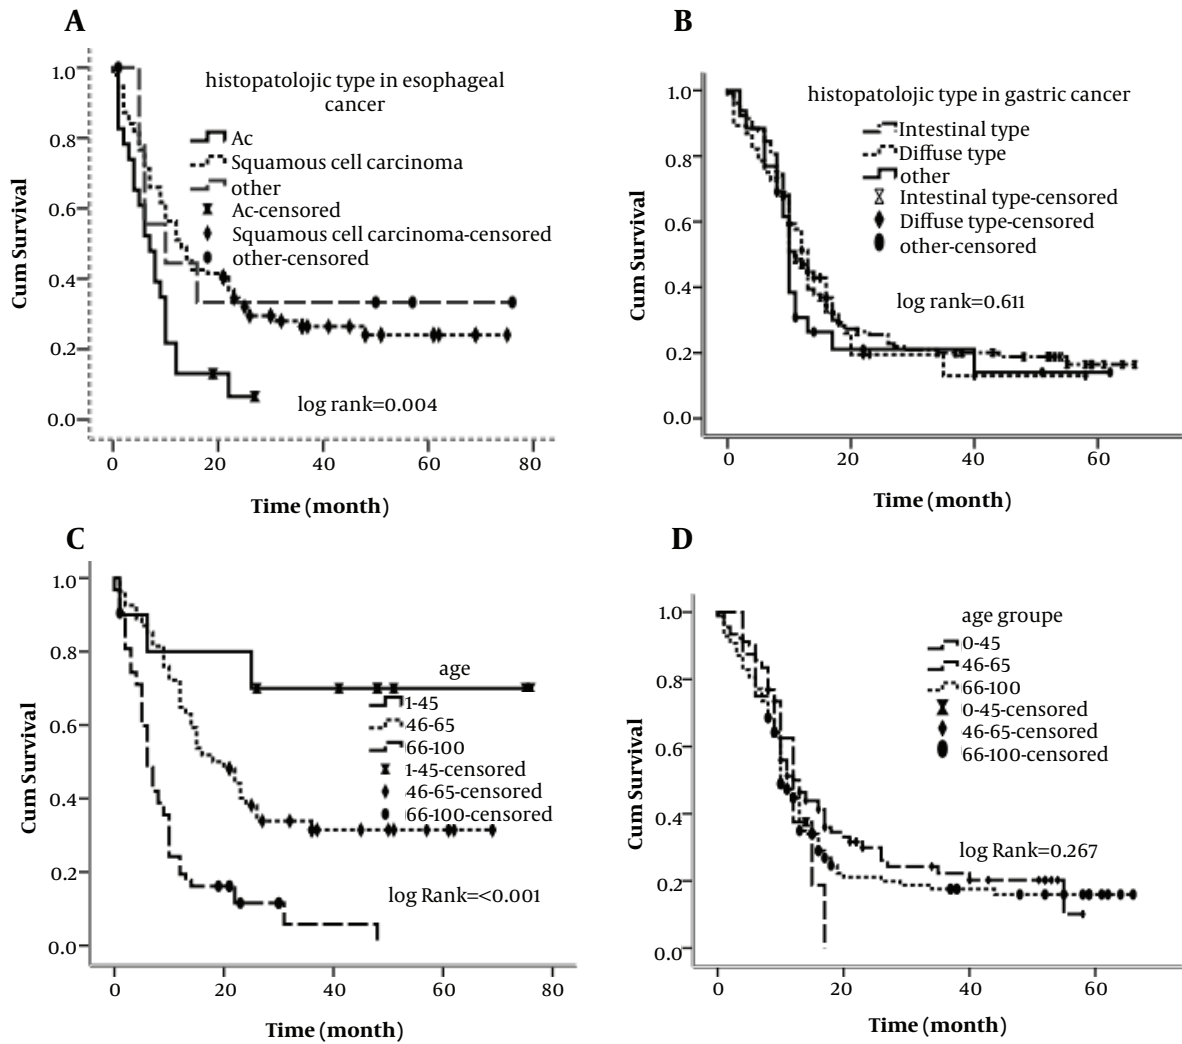 A
histopatolojic type in esophageal
cancer
Ac
Squamous cell carcinoma
other
Ac-censored
Squamous cell carcinoma-censored
other-censored
log rank=0.004
Cum Survival
1.0
0.8
0.6
0.4
0.2
0.0
0 20 40 60 80
Time (month)
B
histopatolojic type in gastric cancer
Intestinal type
Diffuse type
other
Intestinal type-censored
Diffuse type-censored
other-censored
log rank=0.611
Cum Survival
1.0
0.8
0.6
0.4
0.2
0.0
0 20 40 60
Time (month)
C
age
1-45
46-65
66-100
1-45-censored
46-65-censored
66-100-censored
log Rank=<0.001
Cum Survival
1.0
0.8
0.6
0.4
0.2
0.0
0 20 40 60 80
Time (month)
D
age groupe
0-45
46-65
66-100
0-45-censored
46-65-censored
66-100-censored
log Rank=0.267
Cum Survival
1.0
0.8
0.6
0.4
0.2
0.0
0 20 40 60
Time (month)